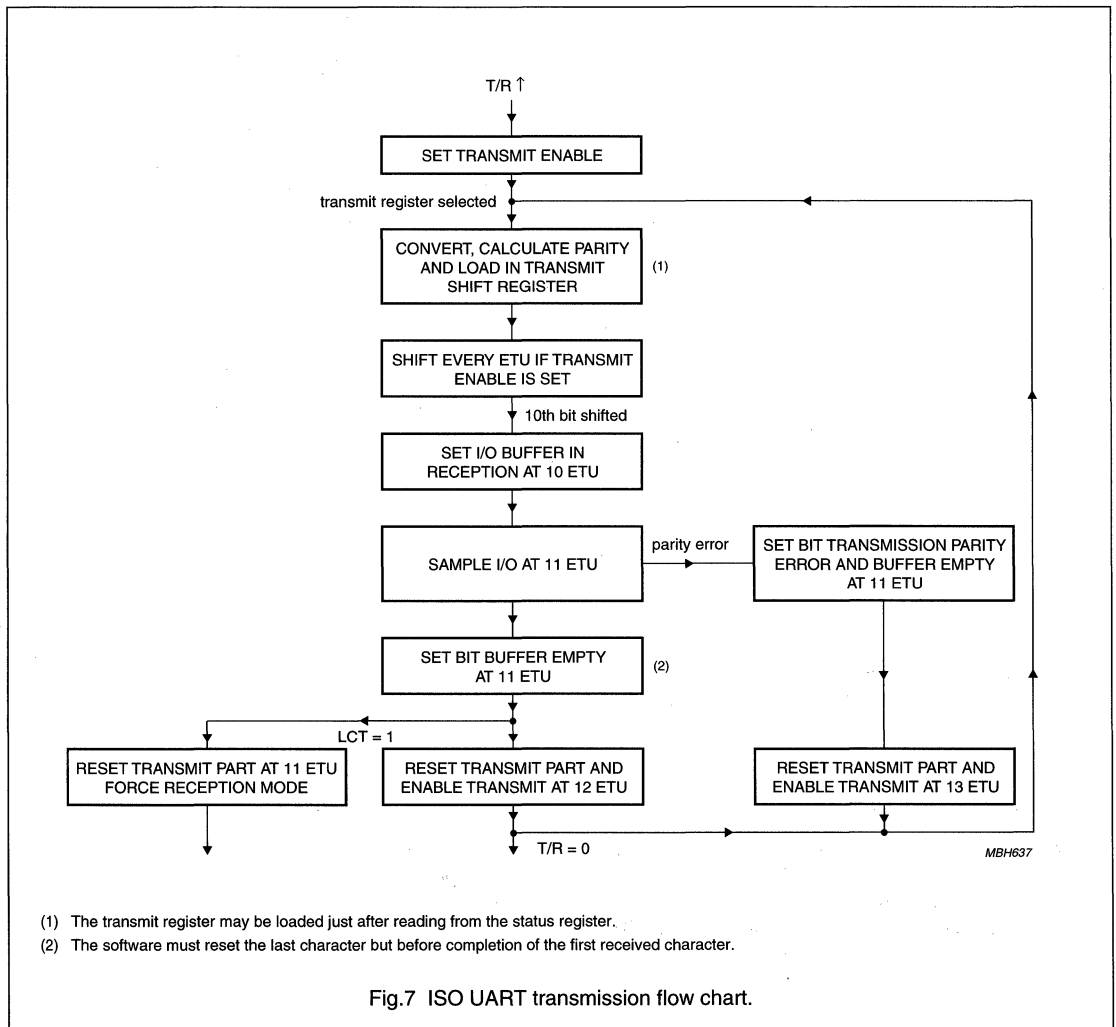 T/R ↑
SET TRANSMIT ENABLE
transmit register selected
CONVERT, CALCULATE PARITY
AND LOAD IN TRANSMIT
SHIFT REGISTER
(1)
SHIFT EVERY ETU IF TRANSMIT
ENABLE IS SET
10th bit shifted
SET I/O BUFFER IN
RECEPTION AT 10 ETU
SAMPLE I/O AT 11 ETU
parity error
SET BIT TRANSMISSION PARITY
ERROR AND BUFFER EMPTY
AT 11 ETU
SET BIT BUFFER EMPTY
AT 11 ETU
(2)
LCT = 1
RESET TRANSMIT PART AT 11 ETU
FORCE RECEPTION MODE
RESET TRANSMIT PART AND
ENABLE TRANSMIT AT 12 ETU
RESET TRANSMIT PART AND
ENABLE TRANSMIT AT 13 ETU
T/R = 0
MBH637
(1) The transmit register may be loaded just after reading from the status register.
(2) The software must reset the last character but before completion of the first received character.
Fig.7 ISO UART transmission flow chart.